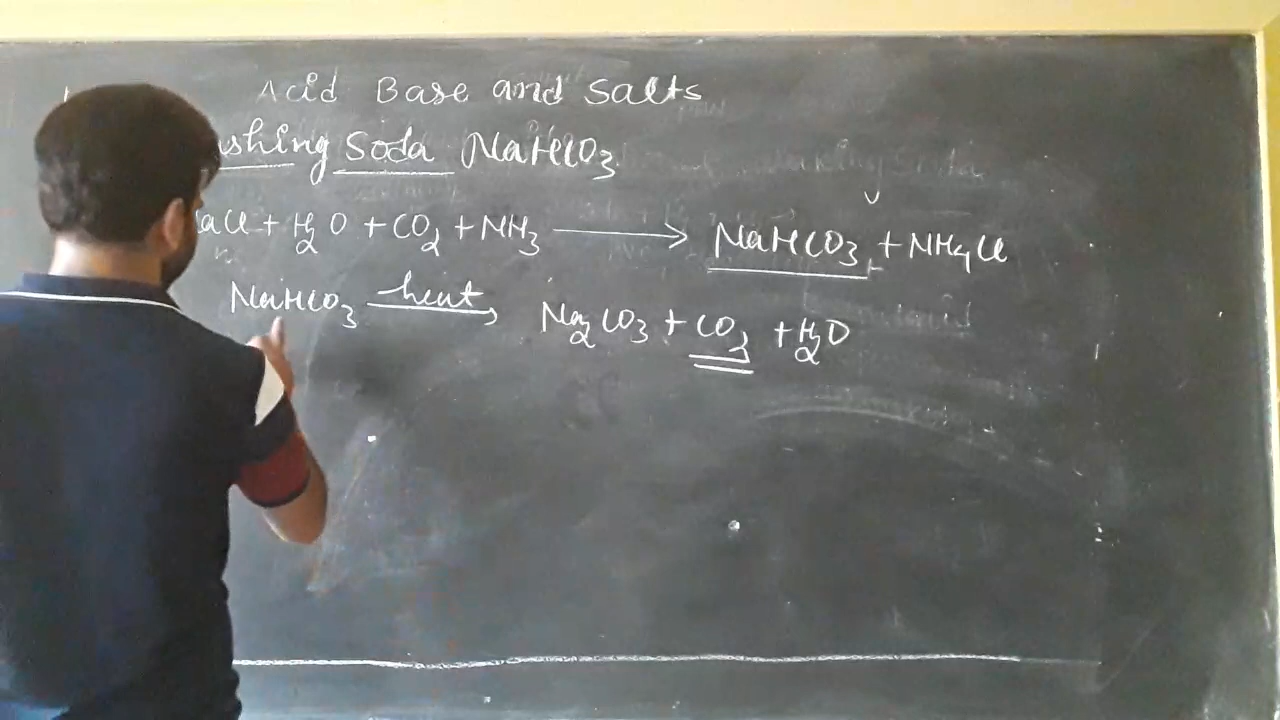 Acid Base and Salts
shing Soda NaHCO3
aCl + H2O + CO2 + NH3 → NaHCO3 + NH4Cl
NaHCO3 heat → Na2CO3 + CO2 + H2O